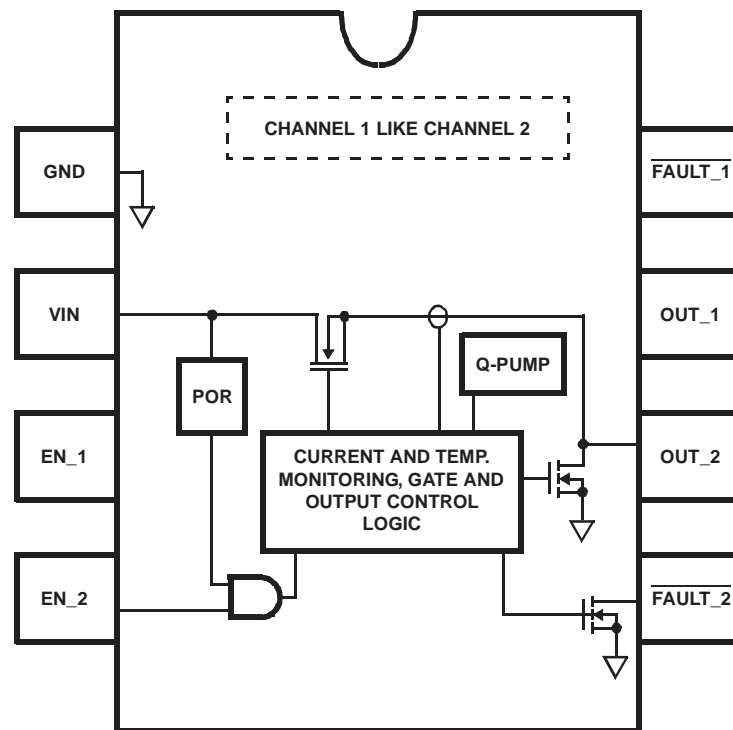 CHANNEL 1 LIKE CHANNEL 2
GND
FAULT_1
VIN
OUT_1
POR
Q-PUMP
EN_1
CURRENT AND TEMP.
MONITORING, GATE AND
OUTPUT CONTROL
LOGIC
OUT_2
EN_2
FAULT_2